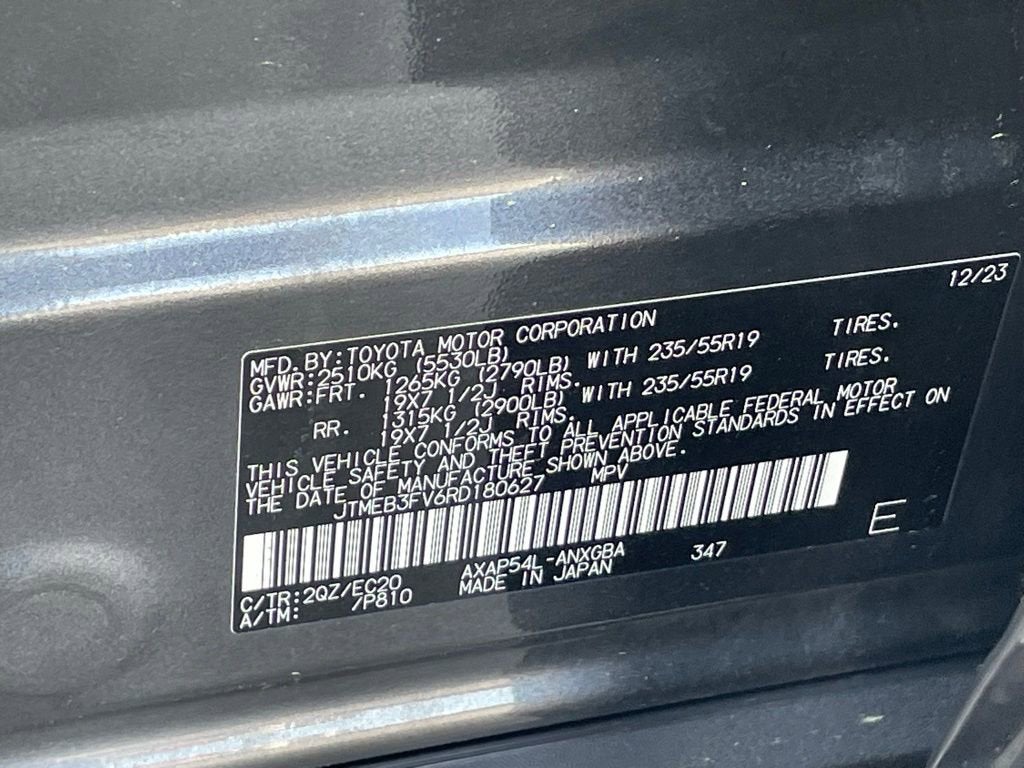 12/23
MFD. BY: TOYOTA MOTOR CORPORATION
GVWR: 2510KG (5530LB)
GAWR: FRT. 1265KG (2790LB) WITH 235/55R19 TIRES.
19X7 1/2J RIMS.
RR. 1315KG (2900LB) WITH 235/55R19 TIRES.
19X7 1/2J RIMS.
THIS VEHICLE CONFORMS TO ALL APPLICABLE FEDERAL MOTOR
VEHICLE SAFETY AND THEFT PREVENTION STANDARDS IN EFFECT ON
THE DATE OF MANUFACTURE SHOWN ABOVE.
JTMEB3FV6RD180627 MPV
E
C/TR: 2QZ/EC20 AXAP54L-ANXGBA 347
A/TM: /P810 MADE IN JAPAN